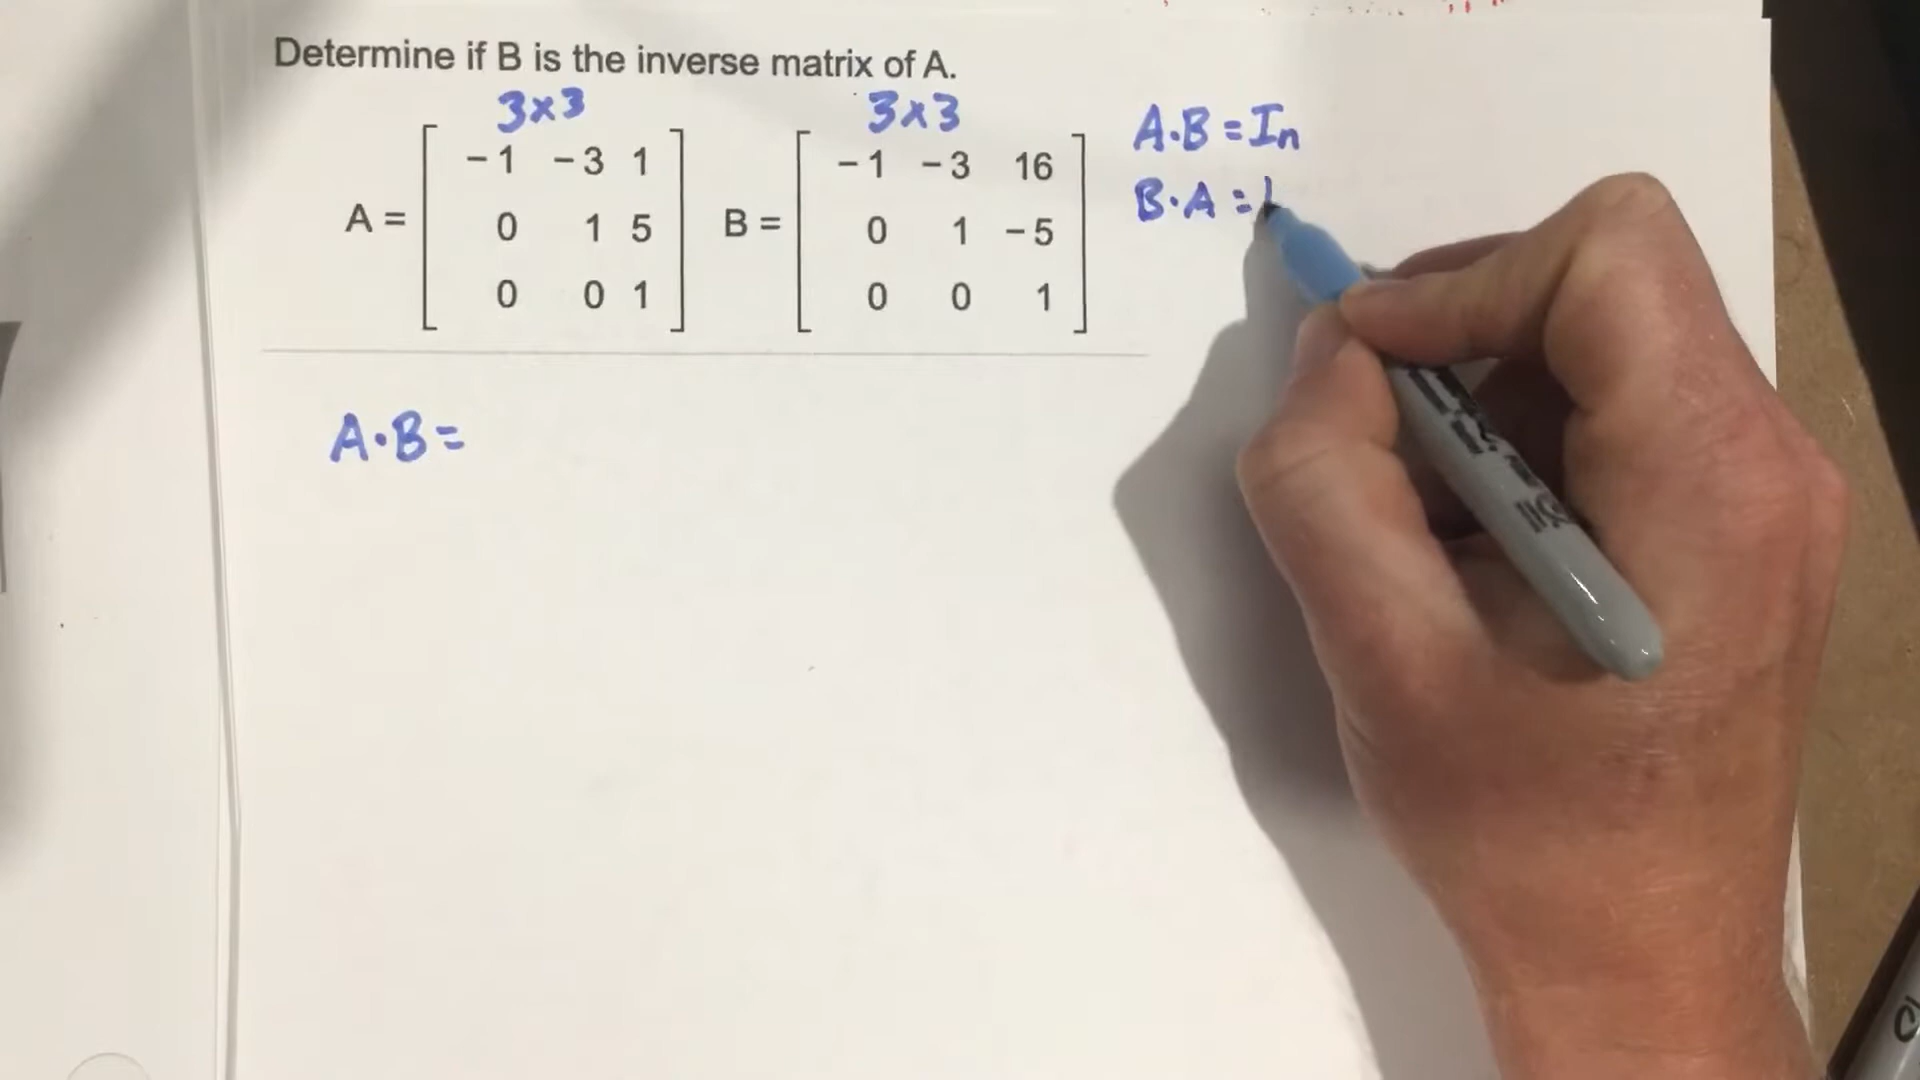 Determine if B is the inverse matrix of A.
3x3 3x3
A = [ -1 -3 1 B = [ -1 -3 16
0 1 5 0 1 -5
0 0 1 ] 0 0 1 ]
A·B = In
B·A =
A·B =